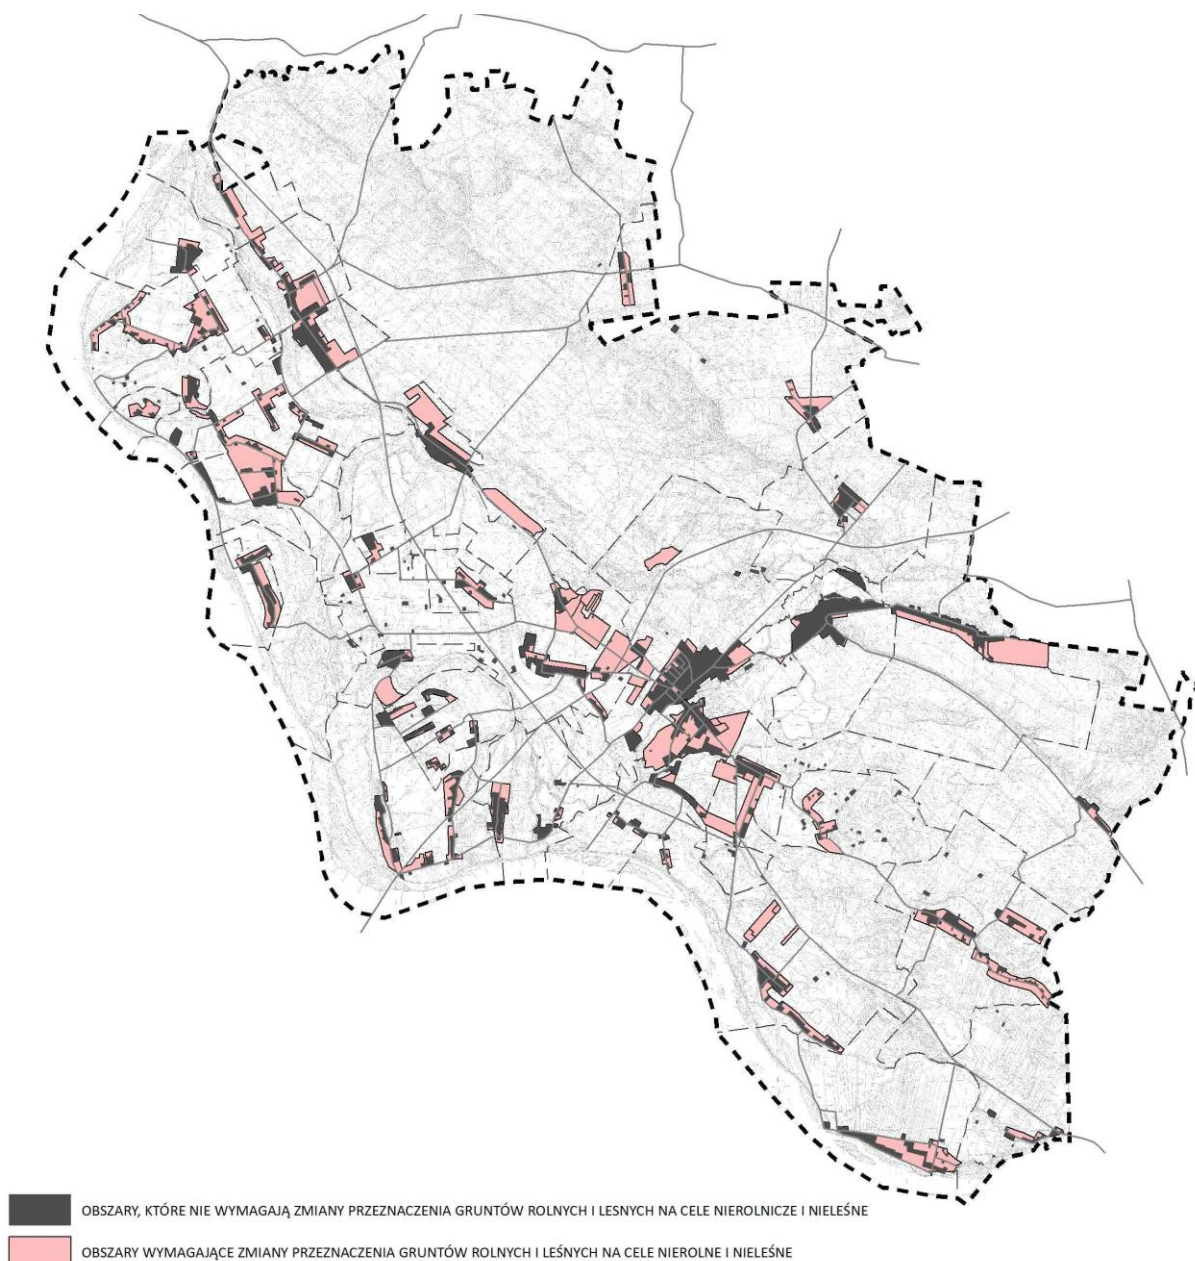 OBSZARY, KTÓRE NIE WYMAGAJĄ ZMIANY PRZEZNACZENIA GRUNTÓW ROLNYCH I LESNYCH NA CELE NIEROLNICZE I NIELEŚNE
OBSZARY WYMAGAJĄCE ZMIANY PRZEZNACZENIA GRUNTÓW ROLNYCH I LEŚNYCH NA CELE NIEROLNE I NIELEŚNE